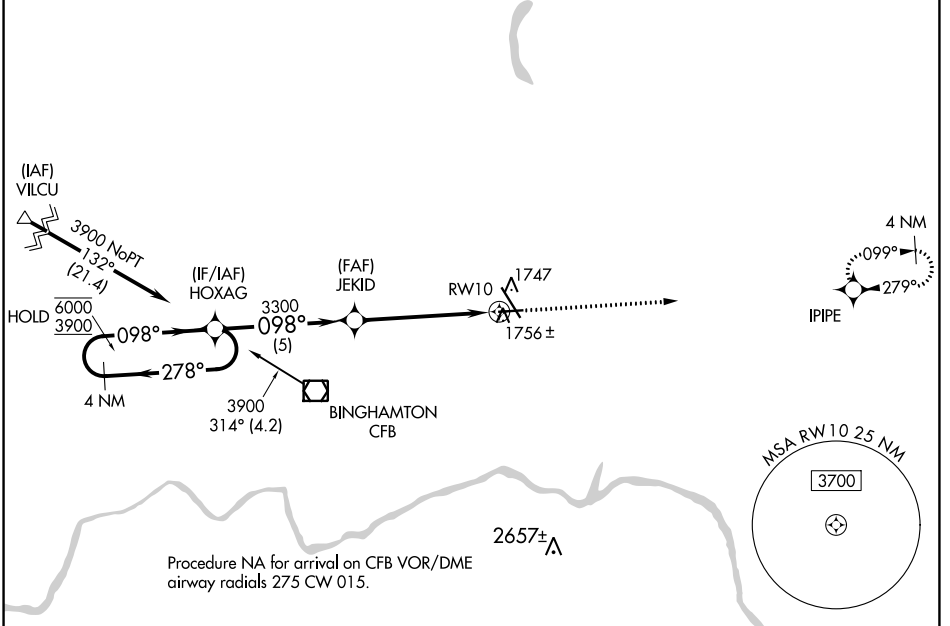 (IAF)
VILCU
3900 NoPT
132°
(21.4)
HOLD
6000
3900
098°
278°
4 NM
(IF/IAF)
HOXAG
3300
098°
(5)
(FAF)
JEKID
RW10
1747
1756 ±
4 NM
099°
279°
IPIPE
3900
314° (4.2)
BINGHAMTON
CFB
MSA RW10 25 NM
3700
2657±
Procedure NA for arrival on CFB VOR/DME
airway radials 275 CW 015.